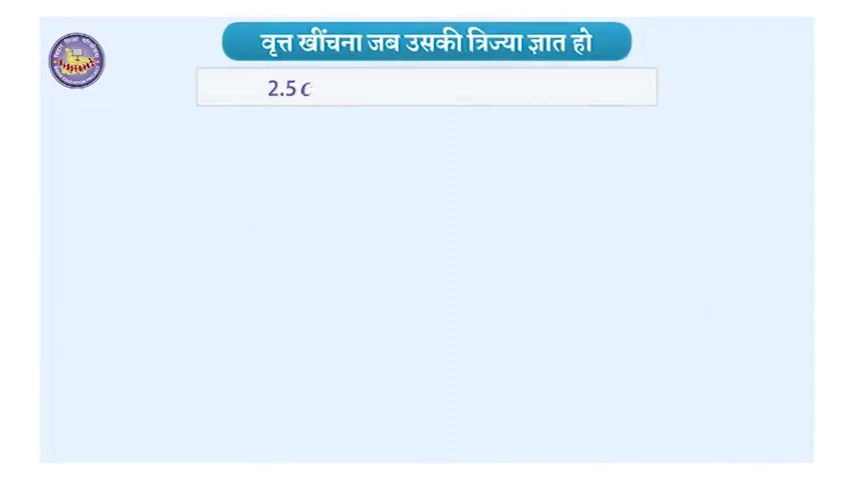 वृत्त खींचना जब उसकी त्रिज्या ज्ञात हो
2.5 c